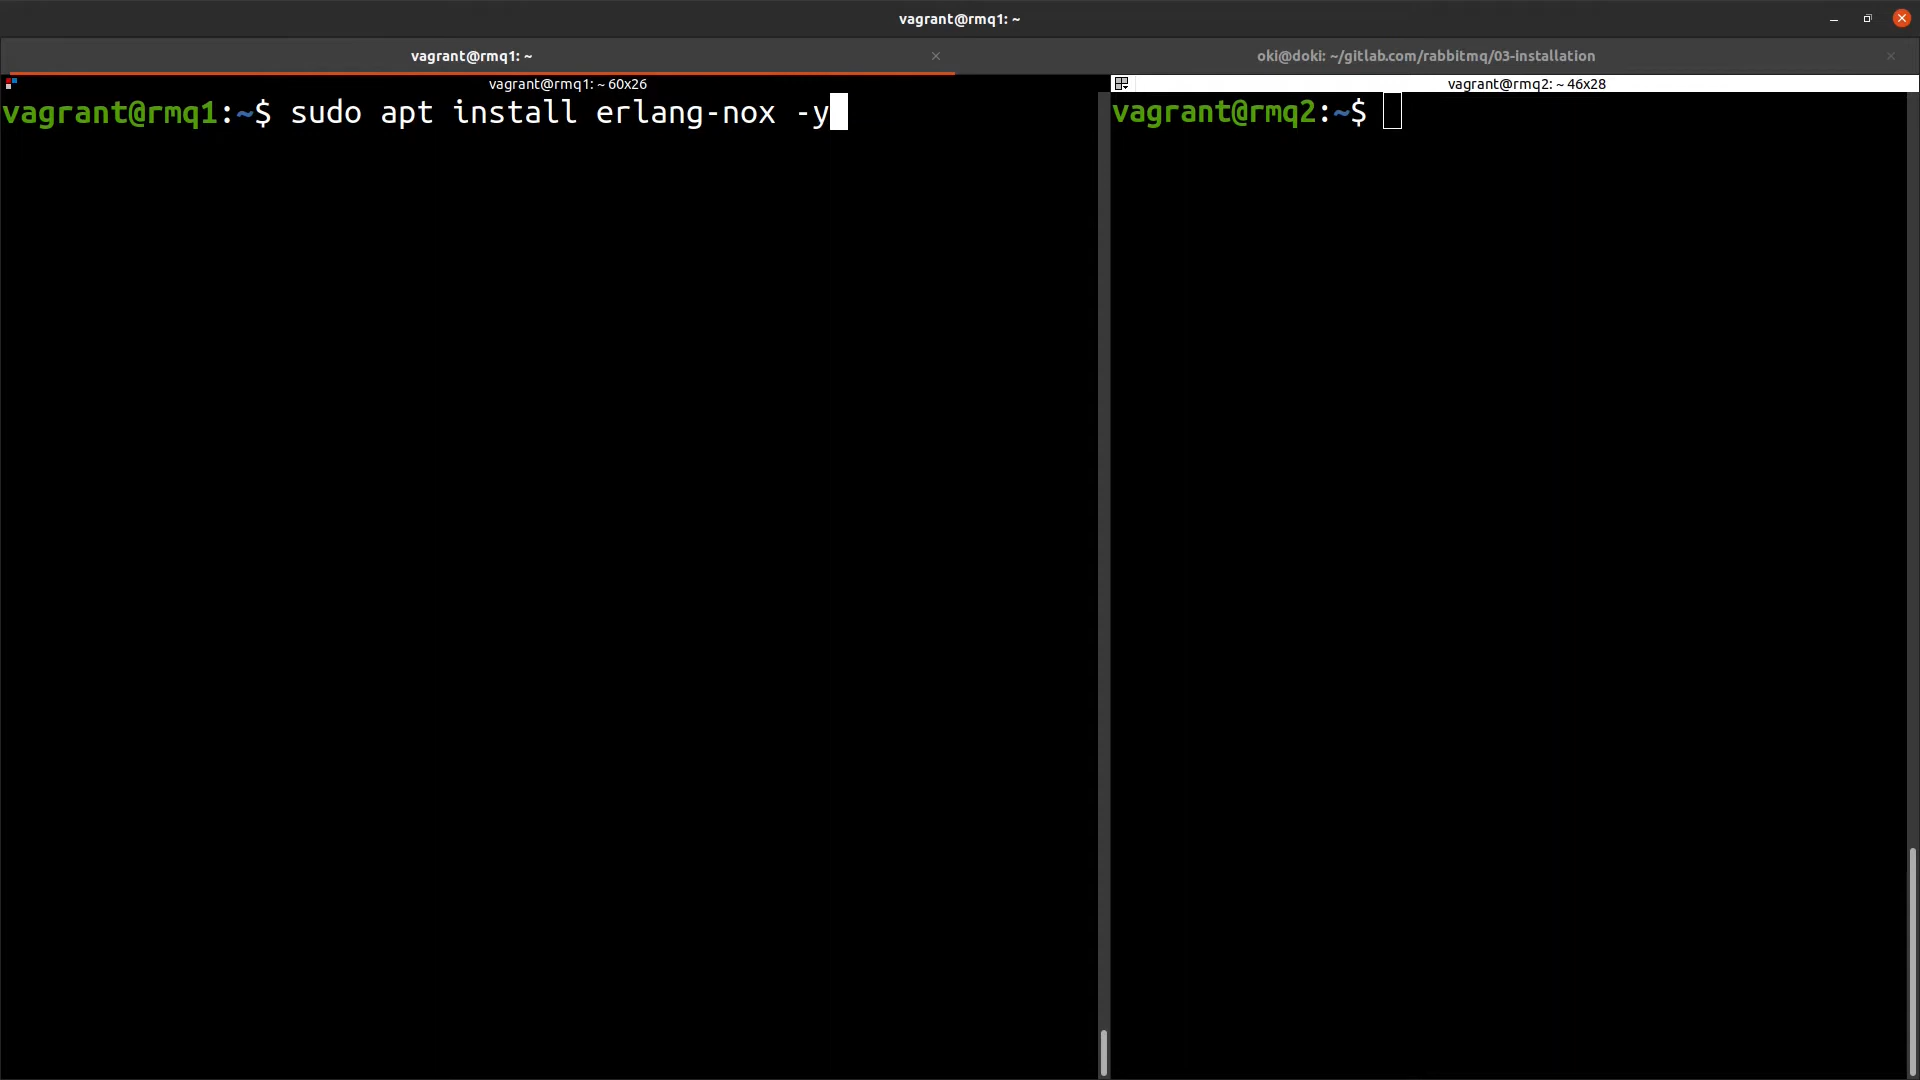 vagrant@rmq1: ~
vagrant@rmq1: ~
oki@doki: ~/gitlab.com/rabbitmq/03-installation
vagrant@rmq1: ~ 60x26
vagrant@rmq2: ~ 46x28
vagrant@rmq1:~$ sudo apt install erlang-nox -y
vagrant@rmq2:~$